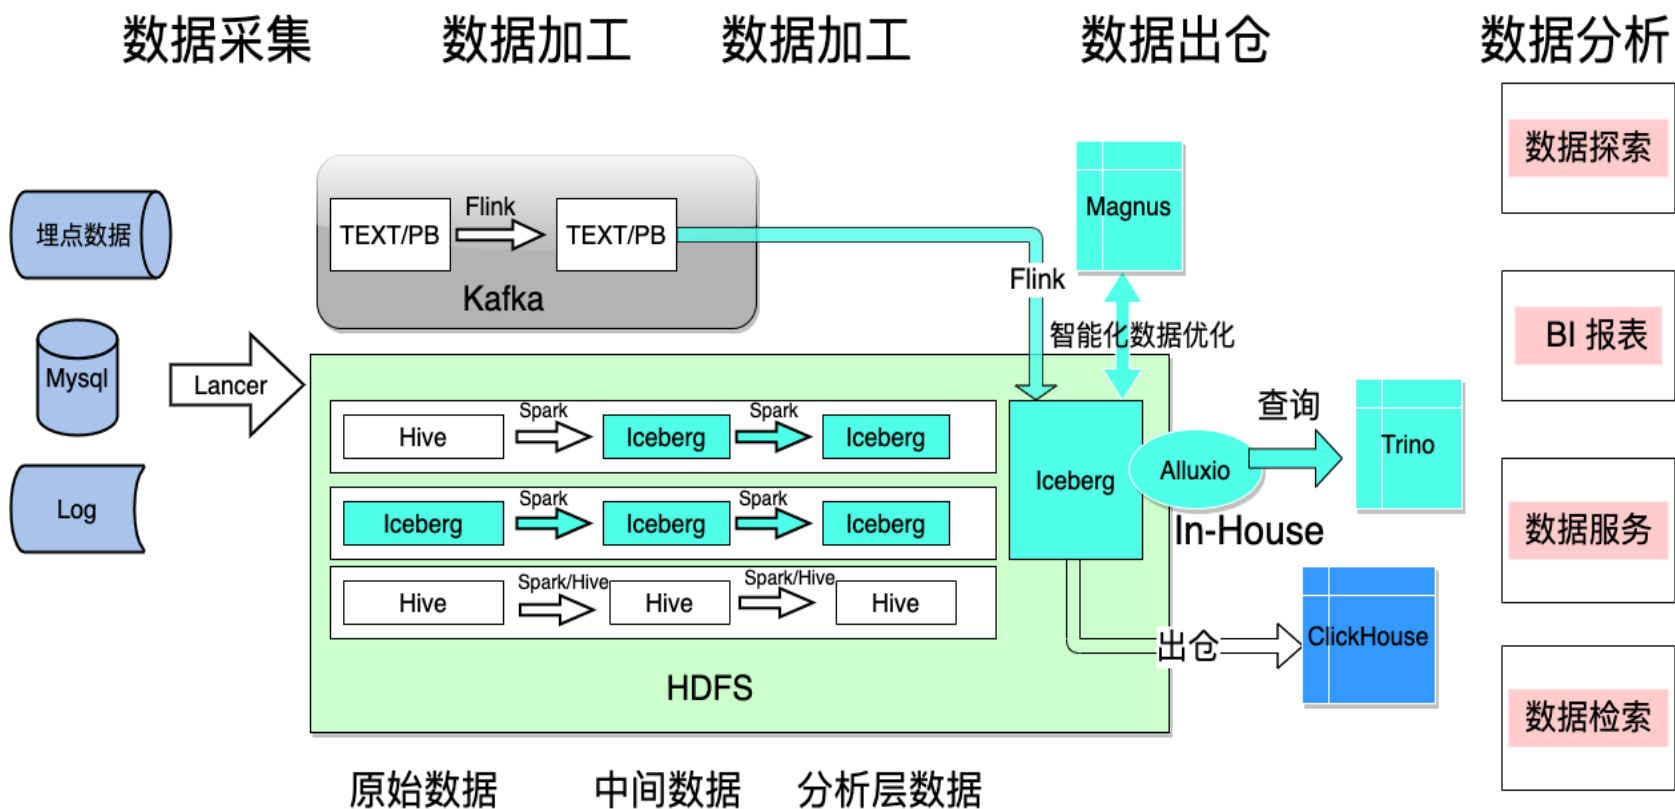 数据采集
数据加工
数据加工
数据出仓
数据分析
埋点数据
Mysql
Log
Lancer
TEXT/PB
Flink
TEXT/PB
Kafka
Flink
Magnus
智能化数据优化
Hive
Spark
Iceberg
Spark
Iceberg
Iceberg
Spark
Iceberg
Spark
Iceberg
Hive
Spark/Hive
Hive
Spark/Hive
Hive
HDFS
Iceberg
Alluxio
查询
Trino
In-House
出仓
ClickHouse
数据探索
BI 报表
数据服务
数据检索
原始数据
中间数据
分析层数据